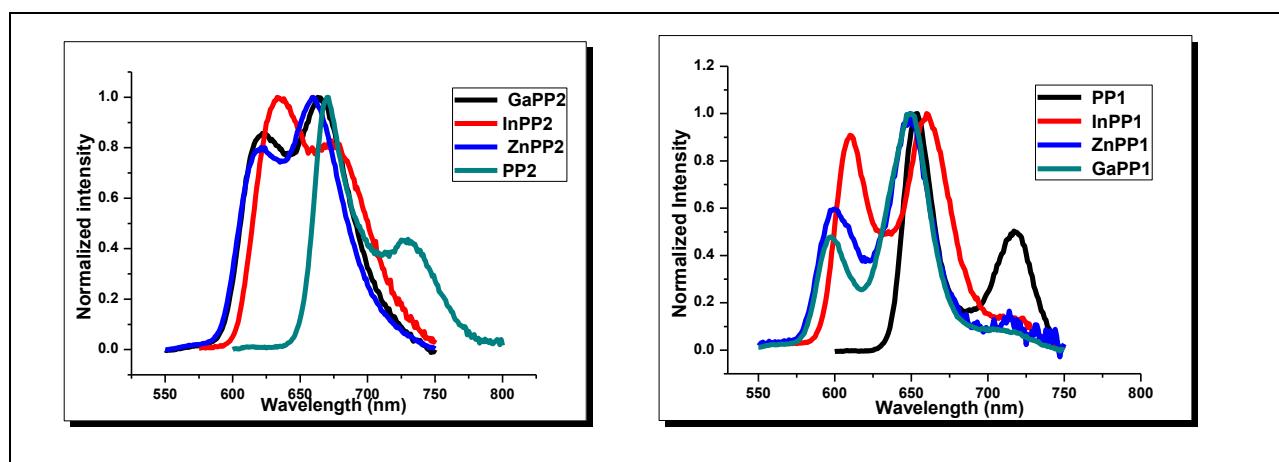 GaPP2
InPP2
ZnPP2
PP2
Normalized Intensity
1.0
0.8
0.6
0.4
0.2
0.0
550 600 650 700 750 800
Wavelength (nm)
PP1
InPP1
ZnPP1
GaPP1
Normalized Intensity
1.2
1.0
0.8
0.6
0.4
0.2
0.0
550 600 650 700 750 800
Wavelength (nm)